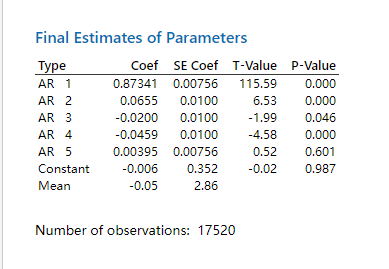 Final Estimates of Parameters
Type Coef SE Coef T-Value P-Value
AR 1 0.87341 0.00756 115.59 0.000
AR 2 0.0655 0.0100 6.53 0.000
AR 3 -0.0200 0.0100 -1.99 0.046
AR 4 -0.0459 0.0100 -4.58 0.000
AR 5 0.00395 0.00756 0.52 0.601
Constant -0.006 0.352 -0.02 0.987
Mean -0.05 2.86
Number of observations: 17520